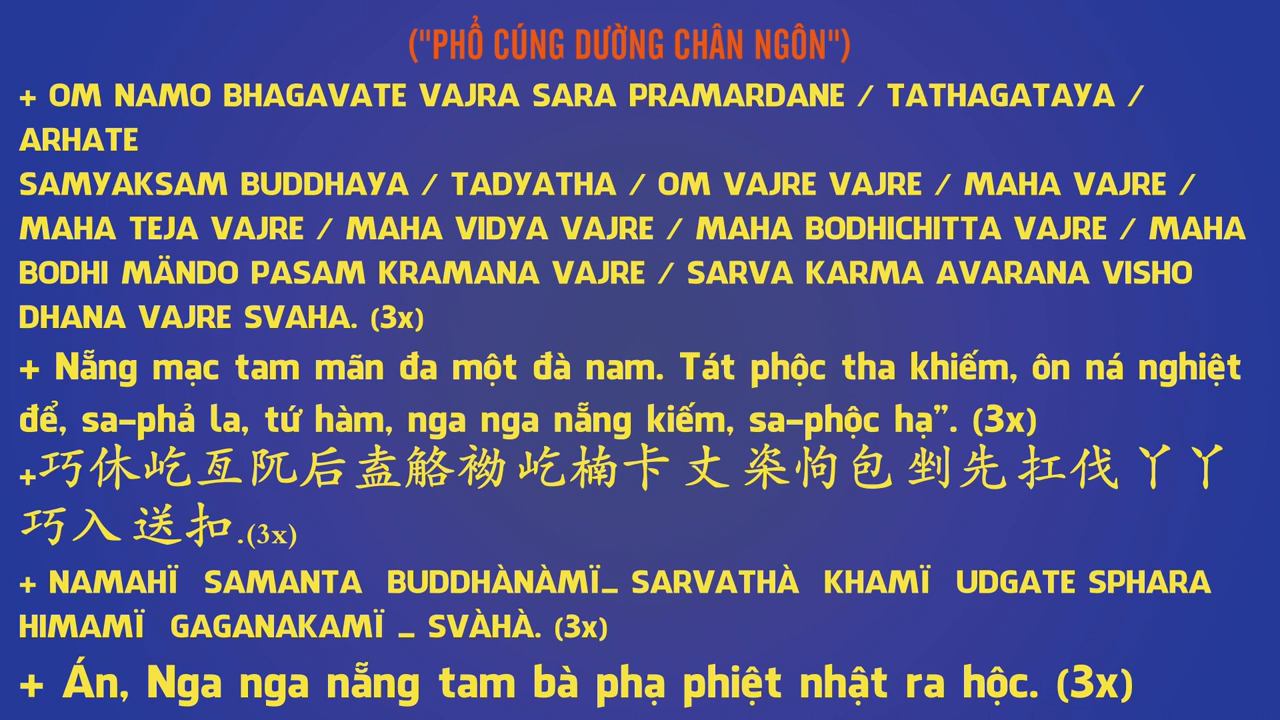 ("PHỔ CÚNG DƯỜNG CHÂN NGÔN")
+ OM NAMO BHAGAVATE VAJRA SARA PRAMARDANE / TATHAGATAYA /
ARHATE
SAMYAKSAM BUDDHAYA / TADYATHA / OM VAJRE VAJRE / MAHA VAJRE /
MAHA TEJA VAJRE / MAHA VIDYA VAJRE / MAHA BODHICHITTA VAJRE / MAHA
BODHI MÄNDO PASAM KRAMANA VAJRE / SARVA KARMA AVARANA VISHO
DHANA VAJRE SVAHA. (3x)
+ Nẵng mạc tam mãn đa một đà nam. Tát phộc tha khiếm, ôn ná nghiệt
để, sa-phả la, tứ hàm, nga nga nẵng kiếm, sa-phộc hạ”. (3x)
+巧休屹亙阢后盍觡袎屹楠卡丈栥怐包剉先扛伐丫丫
巧入送扣.(3x)
+ NAMAHÏ SAMANTA BUDDHÀNÀMÏ_ SARVATHÀ KHAMÏ UDGATE SPHARA
HIMAMÏ GAGANAKAMÏ _ SVÀHÀ. (3x)
+ Án, Nga nga nẵng tam bà phạ phiệt nhật ra hộc. (3x)